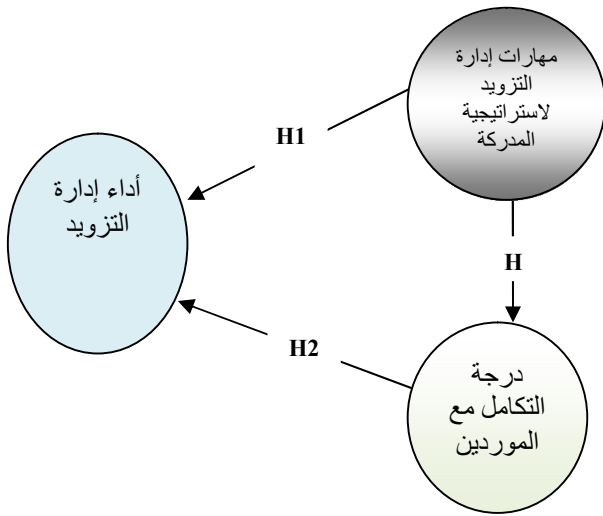 مهارات إدارة
التزويد
لاستراتيجية
المدركة
H1
أداء إدارة
التزويد
H
H2
درجة
التكامل مع
الموردين